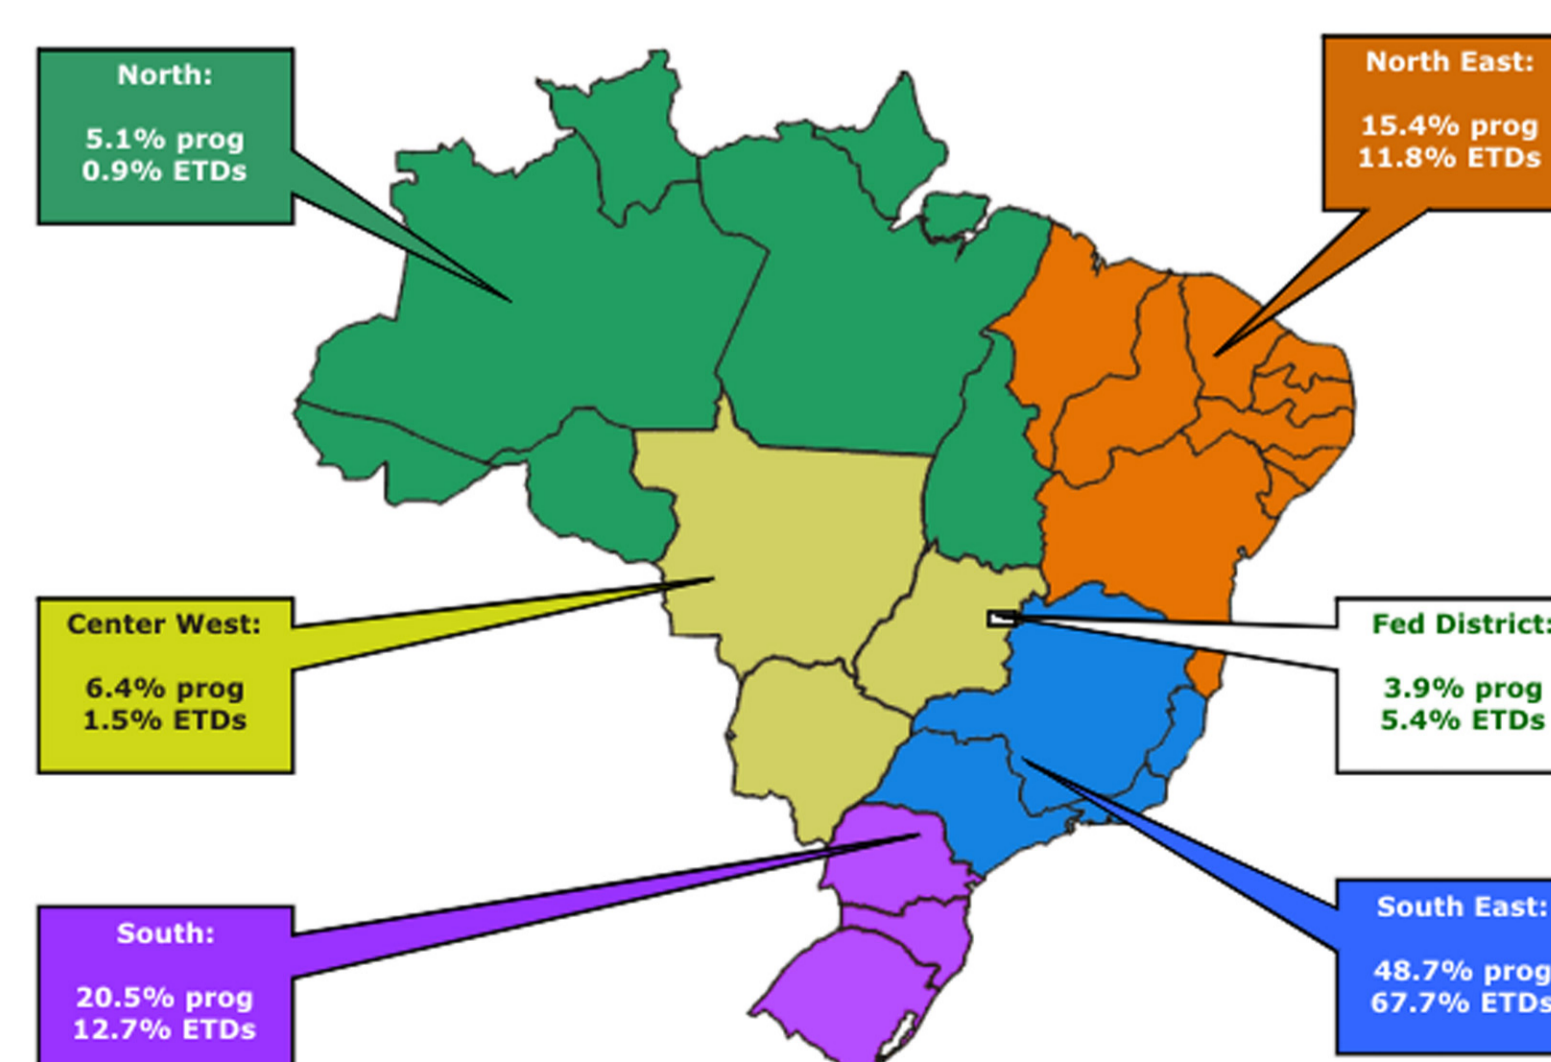 North:
5.1% prog
0.9% ETDs
North East:
15.4% prog
11.8% ETDs
Center West:
6.4% prog
1.5% ETDs
Fed District:
3.9% prog
5.4% ETDs
South:
20.5% prog
12.7% ETDs
South East:
48.7% prog
67.7% ETDs